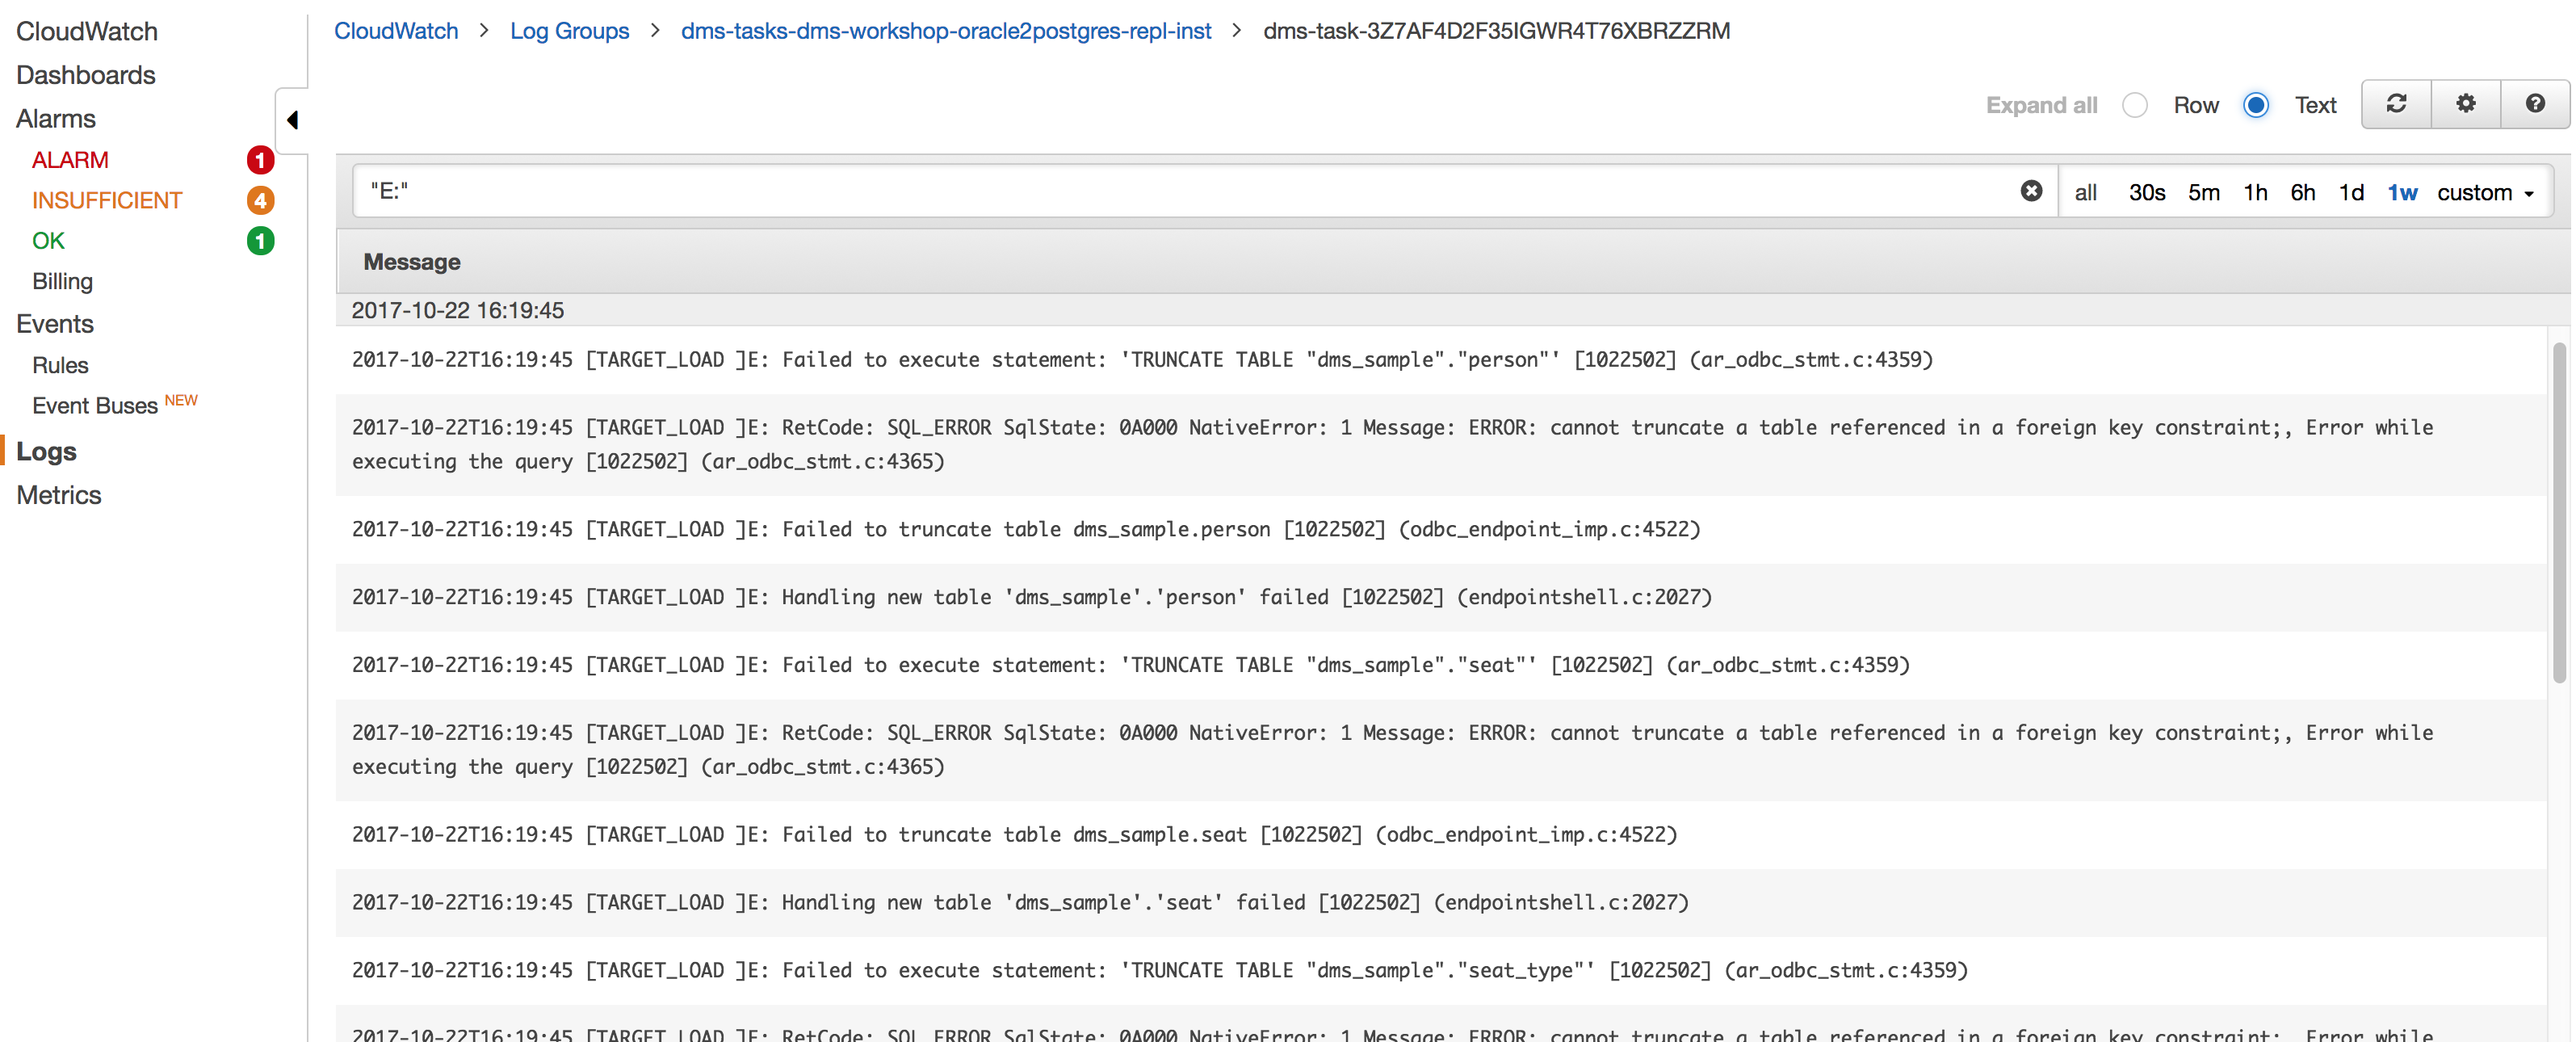 CloudWatch
Dashboards
Alarms
ALARM 1
INSUFFICIENT 4
OK 1
Billing
Events
Rules
Event Buses NEW
Logs
Metrics
CloudWatch > Log Groups > dms-tasks-dms-workshop-oracle2postgres-repl-inst > dms-task-3Z7AF4D2F35IGWR4T76XBRZZRM
Expand all Row Text
"E:" all 30s 5m 1h 6h 1d 1w custom
Message
2017-10-22 16:19:45
2017-10-22T16:19:45 [TARGET_LOAD ]E: Failed to execute statement: 'TRUNCATE TABLE "dms_sample"."person"' [1022502] (ar_odbc_stmt.c:4359)
2017-10-22T16:19:45 [TARGET_LOAD ]E: RetCode: SQL_ERROR SqlState: 0A000 NativeError: 1 Message: ERROR: cannot truncate a table referenced in a foreign key constraint;, Error while
executing the query [1022502] (ar_odbc_stmt.c:4365)
2017-10-22T16:19:45 [TARGET_LOAD ]E: Failed to truncate table dms_sample.person [1022502] (odbc_endpoint_imp.c:4522)
2017-10-22T16:19:45 [TARGET_LOAD ]E: Handling new table 'dms_sample'.'person' failed [1022502] (endpointshell.c:2027)
2017-10-22T16:19:45 [TARGET_LOAD ]E: Failed to execute statement: 'TRUNCATE TABLE "dms_sample"."seat"' [1022502] (ar_odbc_stmt.c:4359)
2017-10-22T16:19:45 [TARGET_LOAD ]E: RetCode: SQL_ERROR SqlState: 0A000 NativeError: 1 Message: ERROR: cannot truncate a table referenced in a foreign key constraint;, Error while
executing the query [1022502] (ar_odbc_stmt.c:4365)
2017-10-22T16:19:45 [TARGET_LOAD ]E: Failed to truncate table dms_sample.seat [1022502] (odbc_endpoint_imp.c:4522)
2017-10-22T16:19:45 [TARGET_LOAD ]E: Handling new table 'dms_sample'.'seat' failed [1022502] (endpointshell.c:2027)
2017-10-22T16:19:45 [TARGET_LOAD ]E: Failed to execute statement: 'TRUNCATE TABLE "dms_sample"."seat_type"' [1022502] (ar_odbc_stmt.c:4359)
2017-10-22T16:19:45 [TARGET_LOAD ]E: RetCode: SQL_ERROR SqlState: 0A000 NativeError: 1 Message: ERROR: cannot truncate a table referenced in a foreign key constraint;, Error while